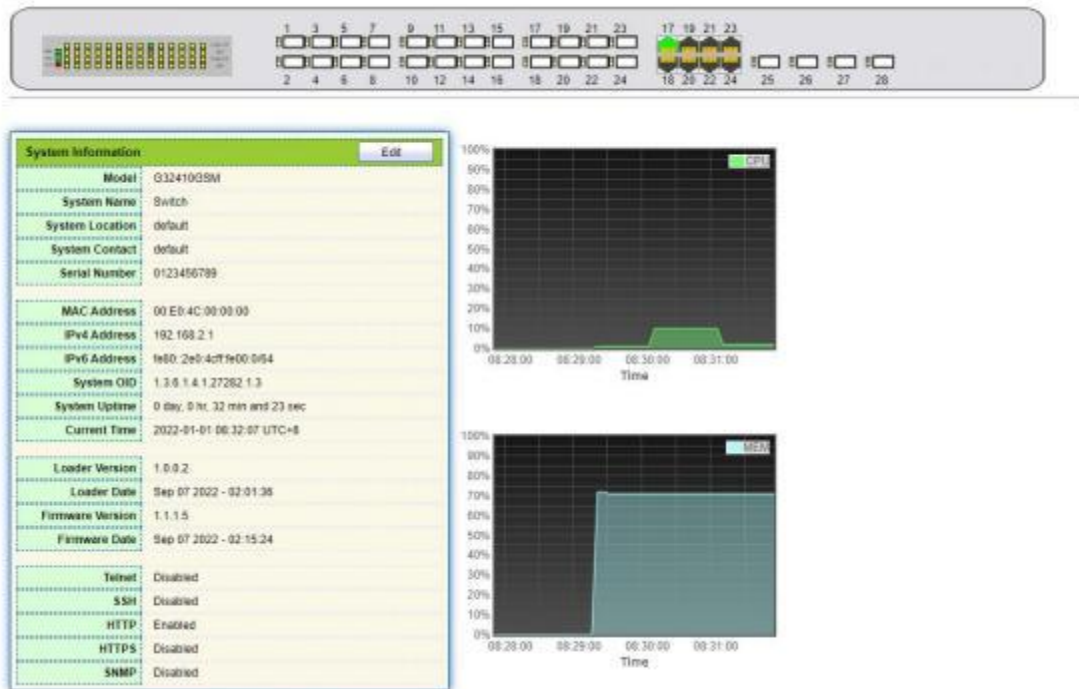 1 3 5 7 9 11 13 15 17 19 21 23 17 19 21 23
2 4 6 8 10 12 14 16 18 20 22 24 18 20 22 24 25 26 27 28
System Information Edit
Model G32410GSM
System Name Switch
System Location default
System Contact default
Serial Number 0123456789
MAC Address 00:E0:4C:00:00:00
IPv4 Address 192.168.2.1
IPv6 Address fe80::2e0:4cff:fe00:0/64
System OID 1.3.6.1.4.1.27282.1.3
System Uptime 0 day, 0 hr, 32 min and 23 sec
Current Time 2022-01-01 08:32:07 UTC+8
Loader Version 1.0.0.2
Loader Date Sep 07 2022 - 02:01:36
Firmware Version 1.1.1.5
Firmware Date Sep 07 2022 - 02:15:24
Telnet Disabled
SSH Disabled
HTTP Enabled
HTTPS Disabled
SNMP Disabled
100%
90%
80%
70%
60%
50%
40%
30%
20%
10%
0%
CPU
08:28:00 08:29:00 08:30:00 08:31:00
Time
100%
90%
80%
70%
60%
50%
40%
30%
20%
10%
0%
MEM
08:28:00 08:29:00 08:30:00 08:31:00
Time